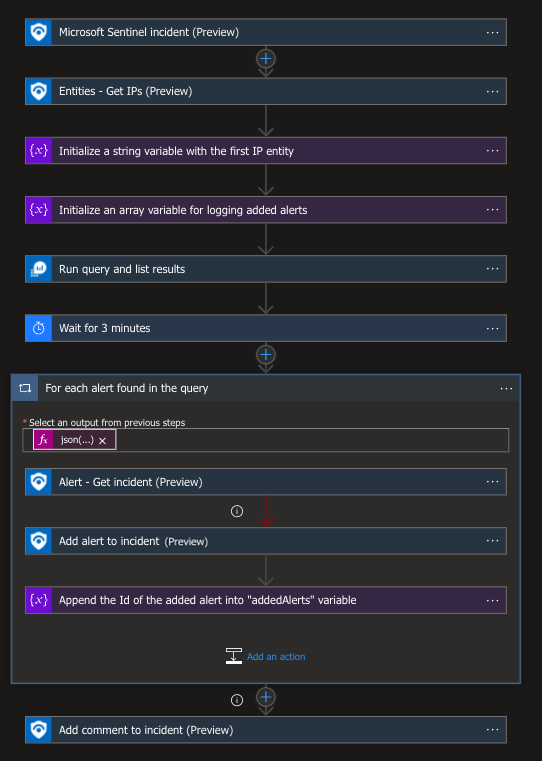 Microsoft Sentinel incident (Preview)
Entities - Get IPs (Preview)
{x} Initialize a string variable with the first IP entity
{x} Initialize an array variable for logging added alerts
Run query and list results
Wait for 3 minutes
For each alert found in the query
* Select an output from previous steps
fx json(...) ×
Alert - Get incident (Preview)
Add alert to incident (Preview)
{x} Append the Id of the added alert into "addedAlerts" variable
Add an action
Add comment to incident (Preview)